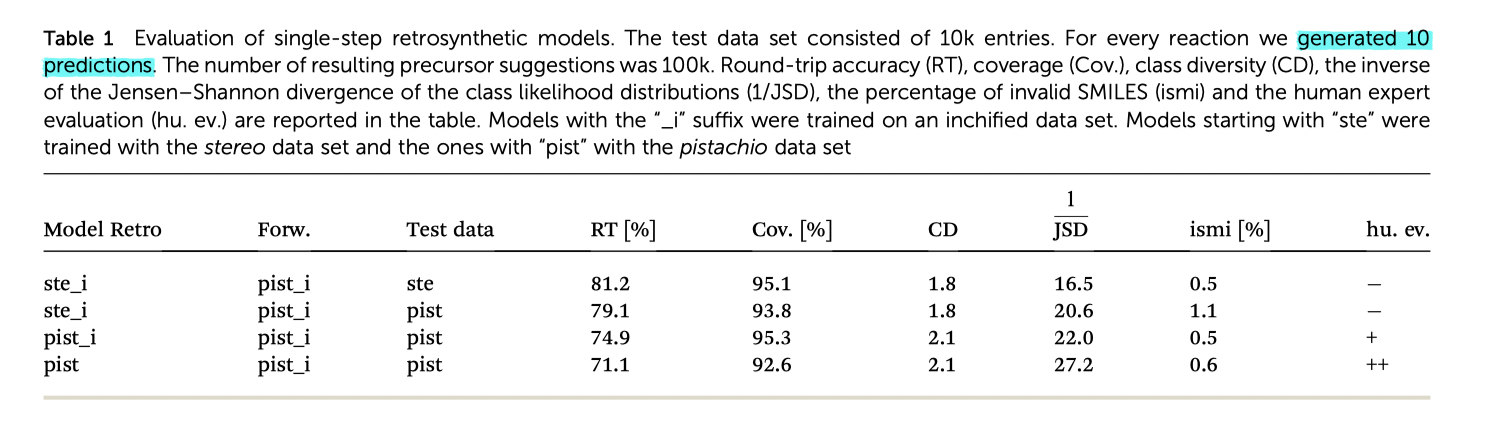 Table 1 Evaluation of single-step retrosynthetic models. The test data set consisted of 10k entries. For every reaction we generated 10
predictions. The number of resulting precursor suggestions was 100k. Round-trip accuracy (RT), coverage (Cov.), class diversity (CD), the inverse
of the Jensen–Shannon divergence of the class likelihood distributions (1/JSD), the percentage of invalid SMILES (ismi) and the human expert
evaluation (hu. ev.) are reported in the table. Models with the “_i” suffix were trained on an inchified data set. Models starting with “ste” were
trained with the stereo data set and the ones with “pist” with the pistachio data set
Model Retro Forw. Test data RT [%] Cov. [%] CD 1/JSD ismi [%] hu. ev.
ste_i pist_i ste 81.2 95.1 1.8 16.5 0.5 −
ste_i pist_i pist 79.1 93.8 1.8 20.6 1.1 −
pist_i pist_i pist 74.9 95.3 2.1 22.0 0.5 +
pist pist_i pist 71.1 92.6 2.1 27.2 0.6 ++